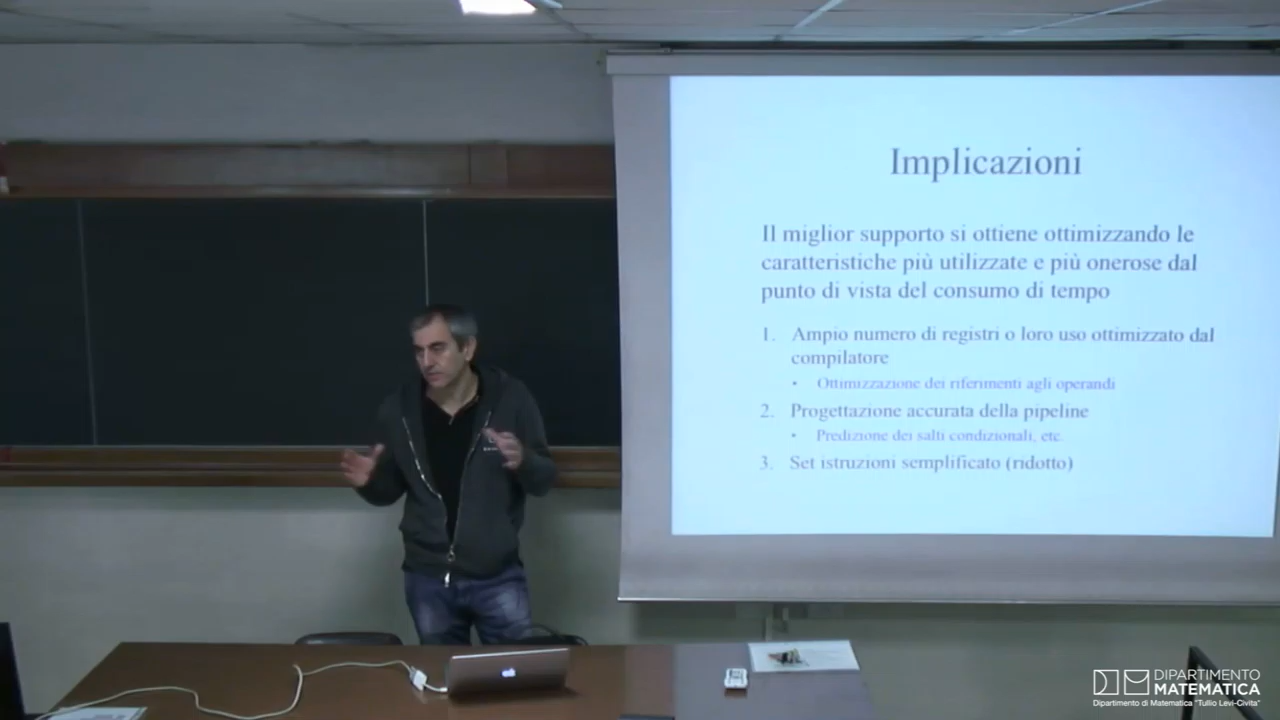 Implicazioni
Il miglior supporto si ottiene ottimizzando le
caratteristiche più utilizzate e più onerose dal
punto di vista del consumo di tempo
1. Ampio numero di registri o loro uso ottimizzato dal
compilatore
• Ottimizzazione dei riferimenti agli operandi
2. Progettazione accurata della pipeline
• Predizione dei salti condizionali, etc.
3. Set istruzioni semplificato (ridotto)
DIPARTIMENTO
MATEMATICA
Dipartimento di Matematica "Tullio Levi-Civita"